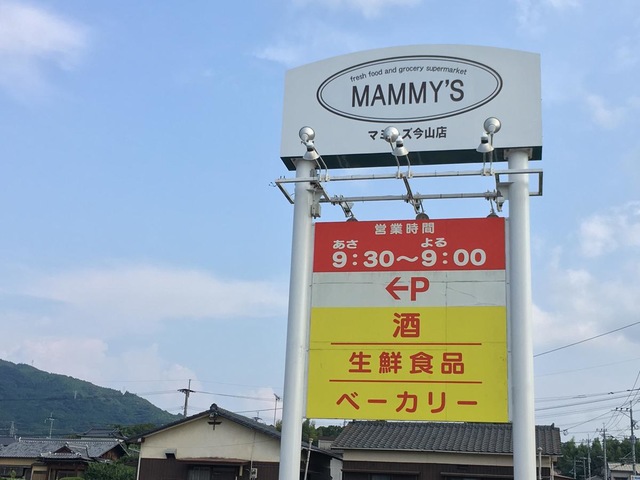 fresh food and grocery supermarket
MAMMY'S
マミーズ今山店
営業時間
あさ よる
9:30〜9:00
←P
酒
生鮮食品
ベーカリー